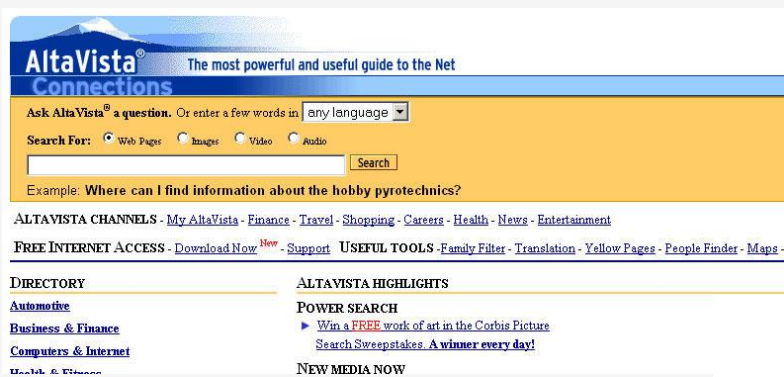 AltaVista®
The most powerful and useful guide to the Net
Connections
Ask AltaVista® a question. Or enter a few words in any language
Search For: Web Pages Images Video Audio
Search
Example: Where can I find information about the hobby pyrotechnics?
ALTAVISTA CHANNELS - My AltaVista - Finance - Travel - Shopping - Careers - Health - News - Entertainment
FREE INTERNET ACCESS - Download Now New - Support USEFUL TOOLS -Family Filter - Translation - Yellow Pages - People Finder - Maps -
DIRECTORY
Automotive
Business & Finance
Computers & Internet
Health & Fitness
ALTAVISTA HIGHLIGHTS
POWER SEARCH
Win a FREE work of art in the Corbis Picture
Search Sweepstakes. A winner every day!
NEW MEDIA NOW